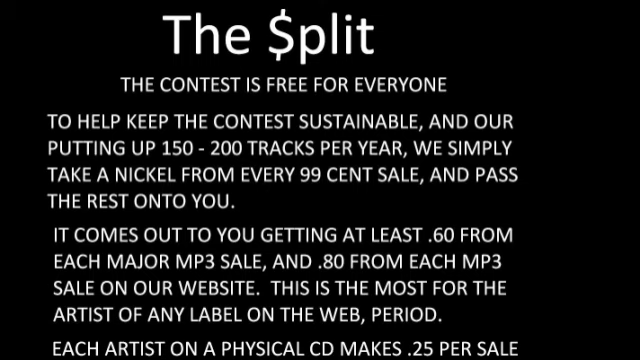 The $plit
THE CONTEST IS FREE FOR EVERYONE
TO HELP KEEP THE CONTEST SUSTAINABLE, AND OUR
PUTTING UP 150 - 200 TRACKS PER YEAR, WE SIMPLY
TAKE A NICKEL FROM EVERY 99 CENT SALE, AND PASS
THE REST ONTO YOU.
IT COMES OUT TO YOU GETTING AT LEAST .60 FROM
EACH MAJOR MP3 SALE, AND .80 FROM EACH MP3
SALE ON OUR WEBSITE.  THIS IS THE MOST FOR THE
ARTIST OF ANY LABEL ON THE WEB, PERIOD.
EACH ARTIST ON A PHYSICAL CD MAKES .25 PER SALE